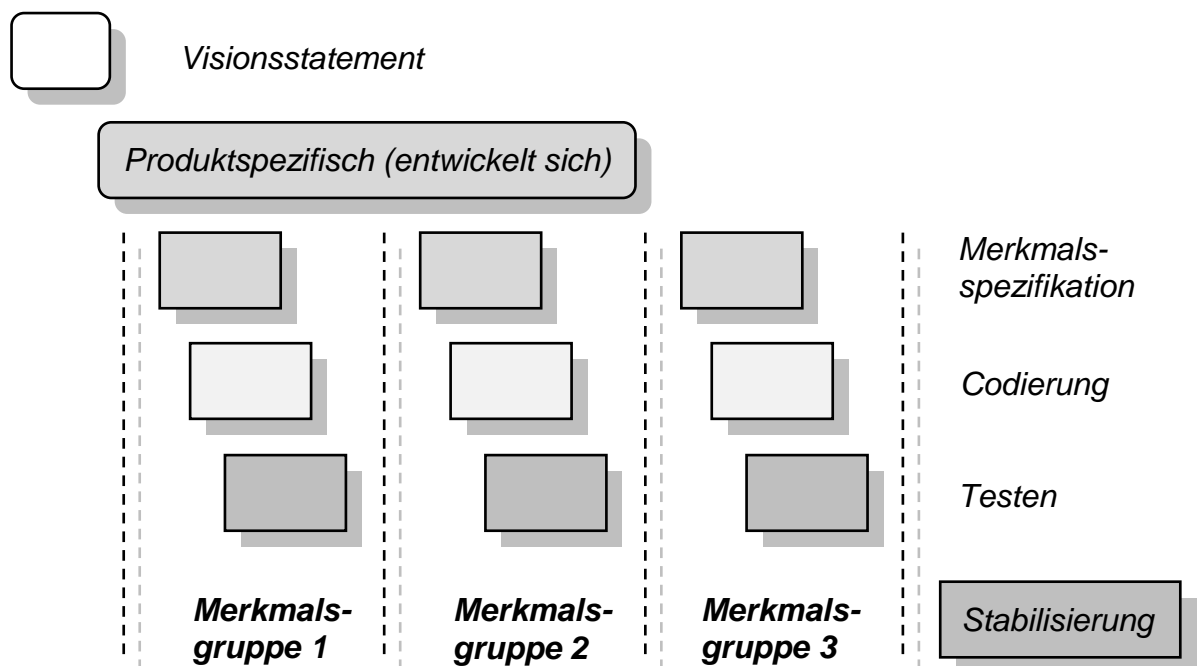 Visionsstatement
Produktspezifisch (entwickelt sich)
Merkmals-
spezifikation
Codierung
Testen
Merkmals-
gruppe 1
Merkmals-
gruppe 2
Merkmals-
gruppe 3
Stabilisierung